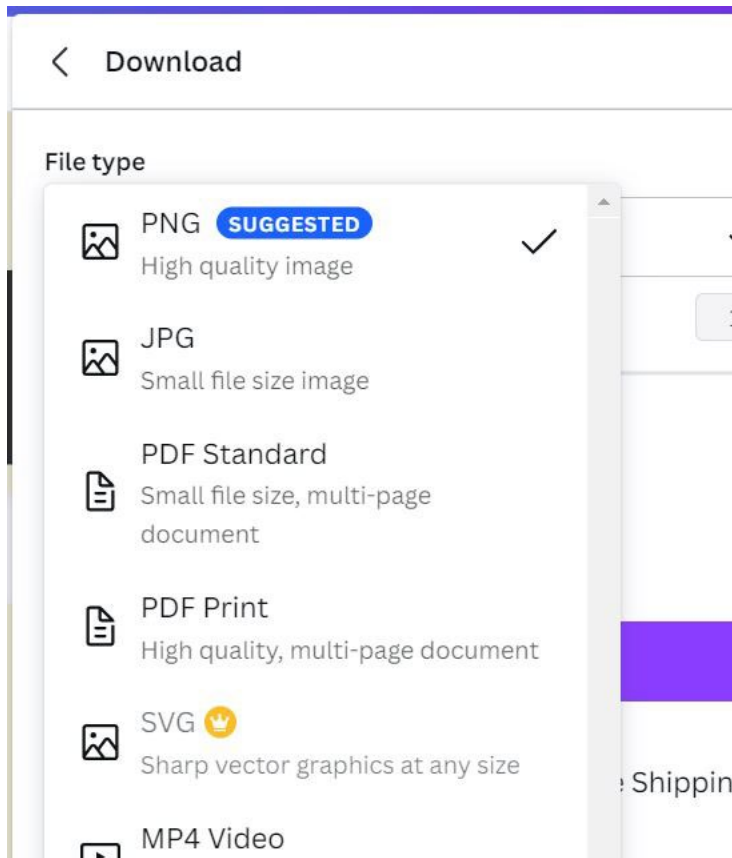 Download
File type
PNG SUGGESTED
High quality image
JPG
Small file size image
PDF Standard
Small file size, multi-page
document
PDF Print
High quality, multi-page document
SVG
Sharp vector graphics at any size
Shippin
MP4 Video